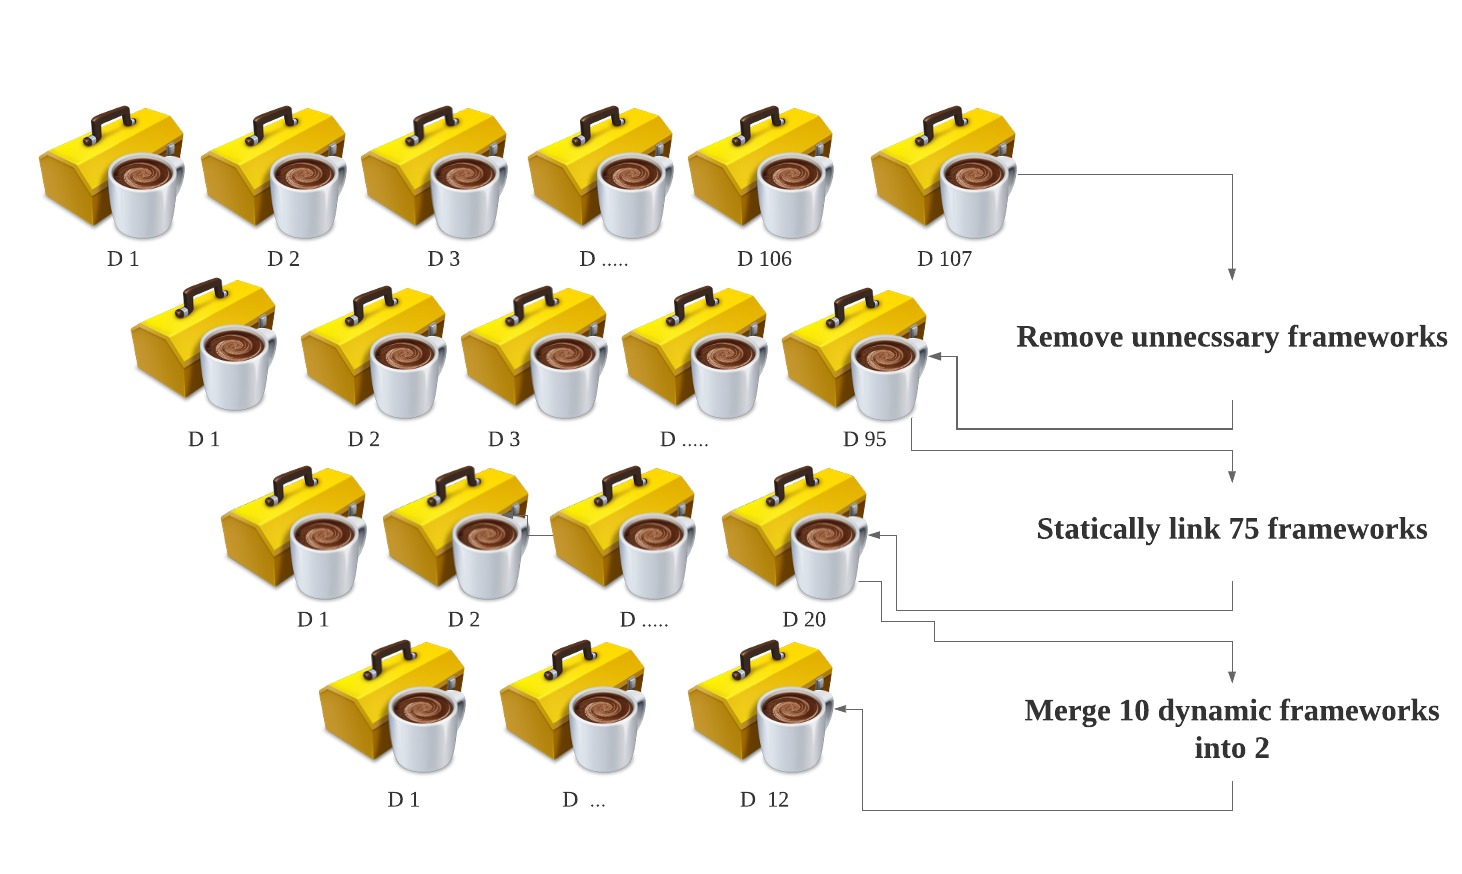 D 1 D 2 D 3 D ..... D 106 D 107
Remove unnecssary frameworks
D 1 D 2 D 3 D ..... D 95
Statically link 75 frameworks
D 1 D 2 D ..... D 20
Merge 10 dynamic frameworks
into 2
D 1 D ... D 12